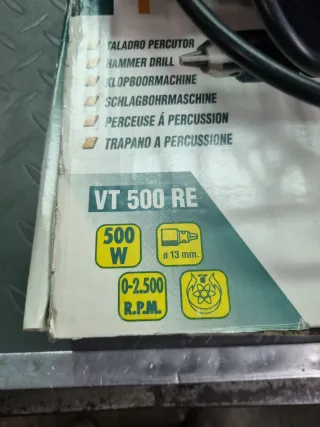 TALADRO PERCUTOR
HAMMER DRILL
KLOPBOORMACHINE
SCHLAGBOHRMASCHINE
PERCEUSE Á PERCUSSION
TRAPANO A PERCUSSIONE
VT 500 RE
500
W
ø 13 mm.
0-2.500
R.P.M.